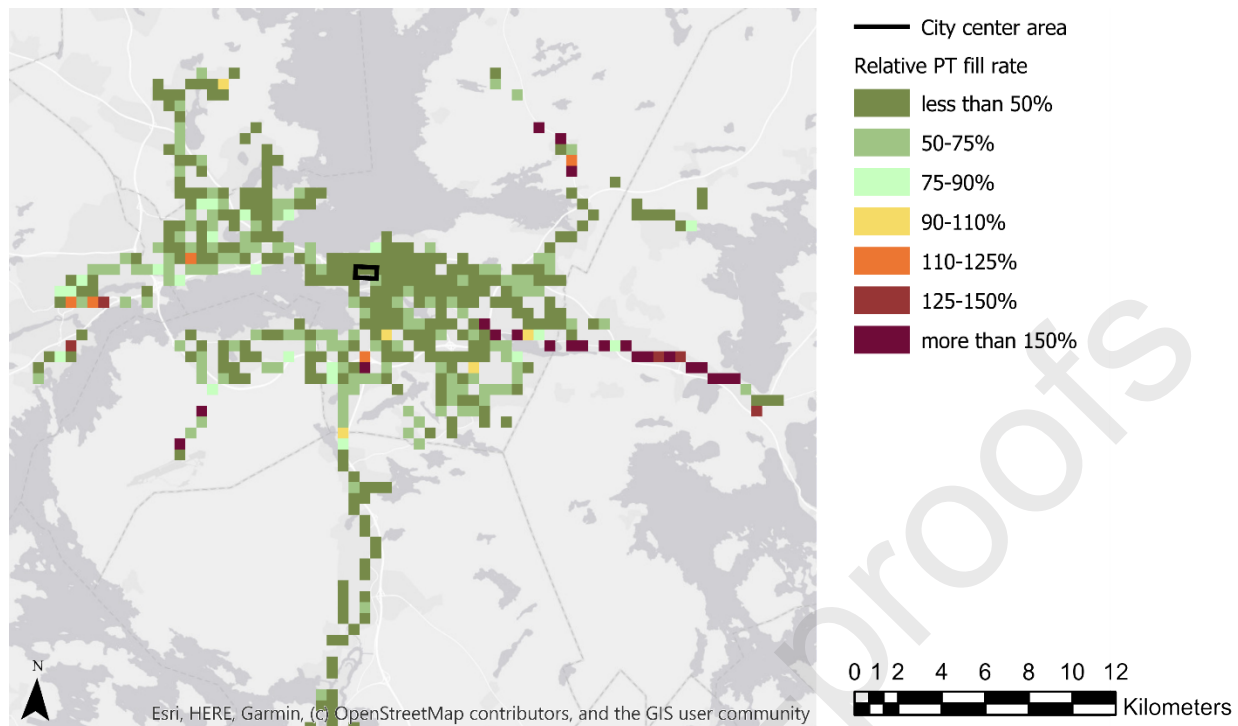 City center area
Relative PT fill rate
less than 50%
50-75%
75-90%
90-110%
110-125%
125-150%
more than 150%
proofs
N
0 1 2 4 6 8 10 12
Kilometers
Esri, HERE, Garmin, (c) OpenStreetMap contributors, and the GIS user community